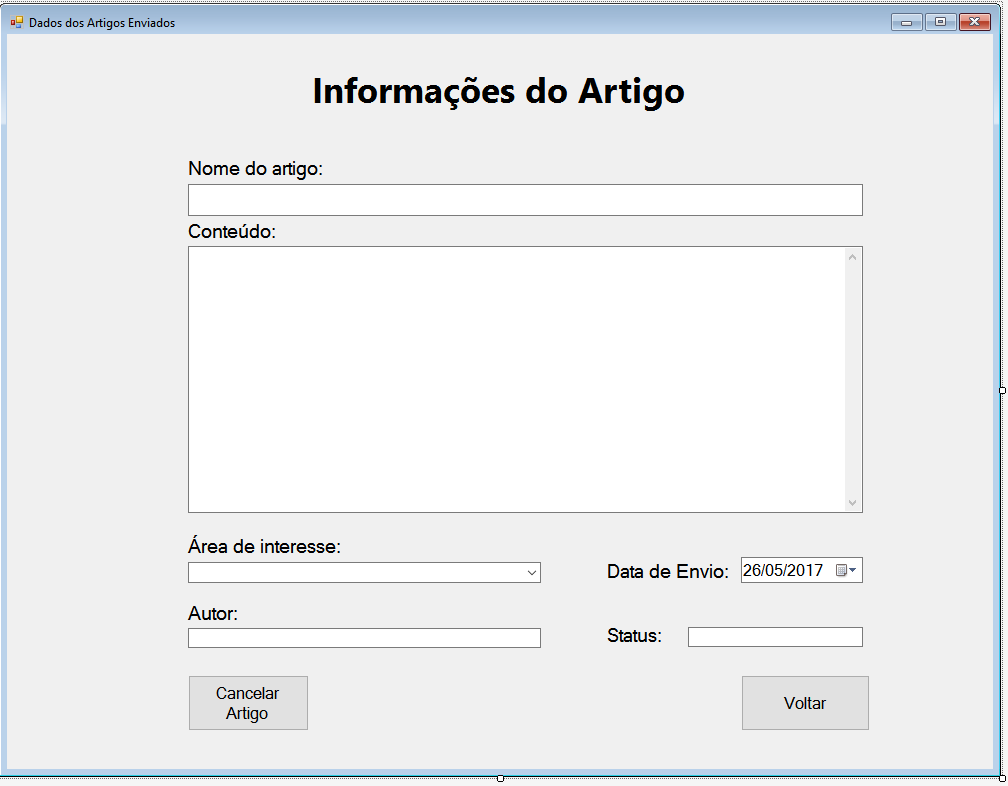 Dados dos Artigos Enviados
Informações do Artigo
Nome do artigo:
Conteúdo:
Área de interesse:
Data de Envio: 26/05/2017
Autor:
Status:
Cancelar
Artigo
Voltar